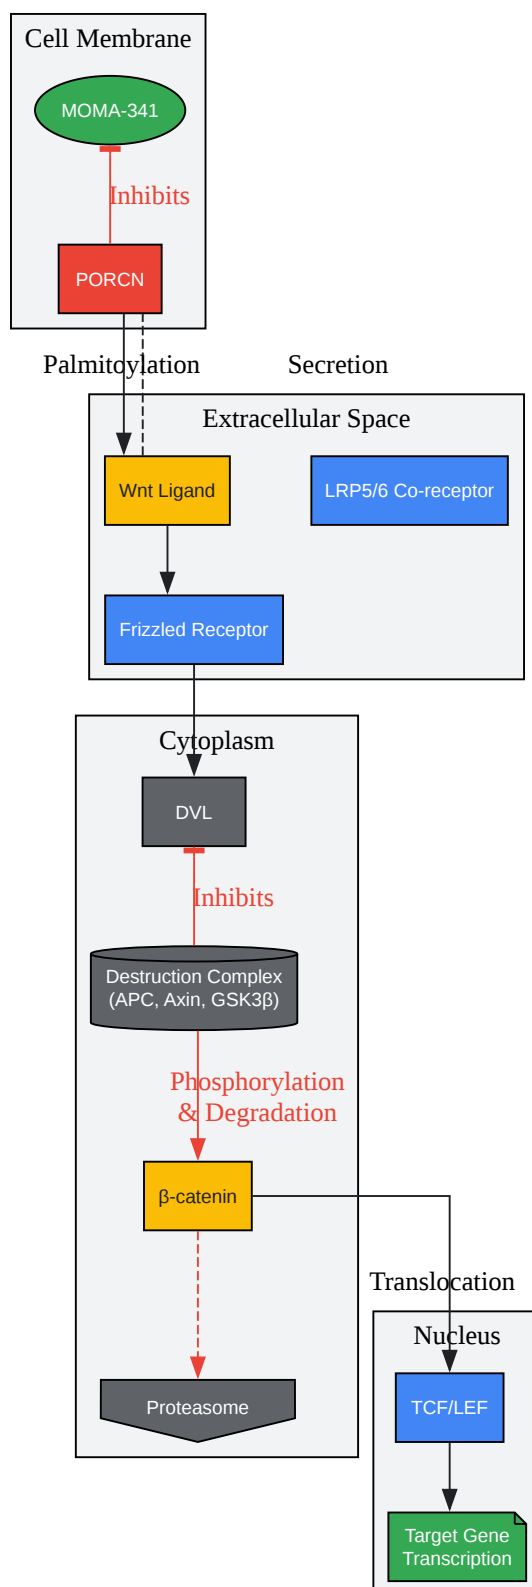 Cell Membrane
MOMA-341
Inhibits
PORCN
Palmitoylation
Secretion
Extracellular Space
Wnt Ligand
LRP5/6 Co-receptor
Frizzled Receptor
Cytoplasm
DVL
Inhibits
Destruction Complex
(APC, Axin, GSK3β)
Phosphorylation
& Degradation
β-catenin
Translocation
Nucleus
Proteasome
TCF/LEF
Target Gene
Transcription